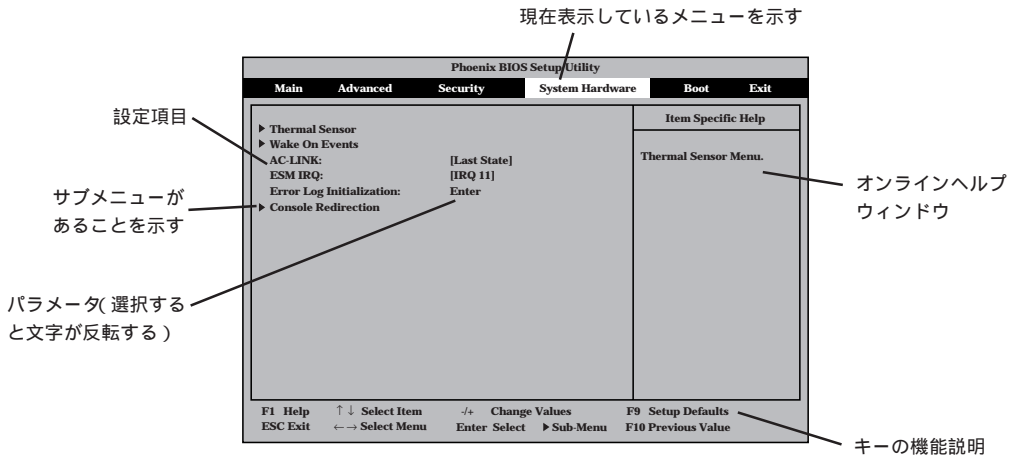 現在表示しているメニューを示す
Phoenix BIOS Setup Utility
Main Advanced Security System Hardware Boot Exit
設定項目
サブメニューが
あることを示す
パラメータ( 選択する
と文字が反転する )
▶ Thermal Sensor
▶ Wake On Events
AC-LINK: [Last State]
ESM IRQ: [IRQ 11]
Error Log Initialization: Enter
▶ Console Redirection
Item Specific Help
Thermal Sensor Menu.
オンラインヘルプ
ウィンドウ
F1 Help ↑↓ Select Item -/+ Change Values F9 Setup Defaults
ESC Exit ←→ Select Menu Enter Select ▶ Sub-Menu F10 Previous Value
キーの機能説明